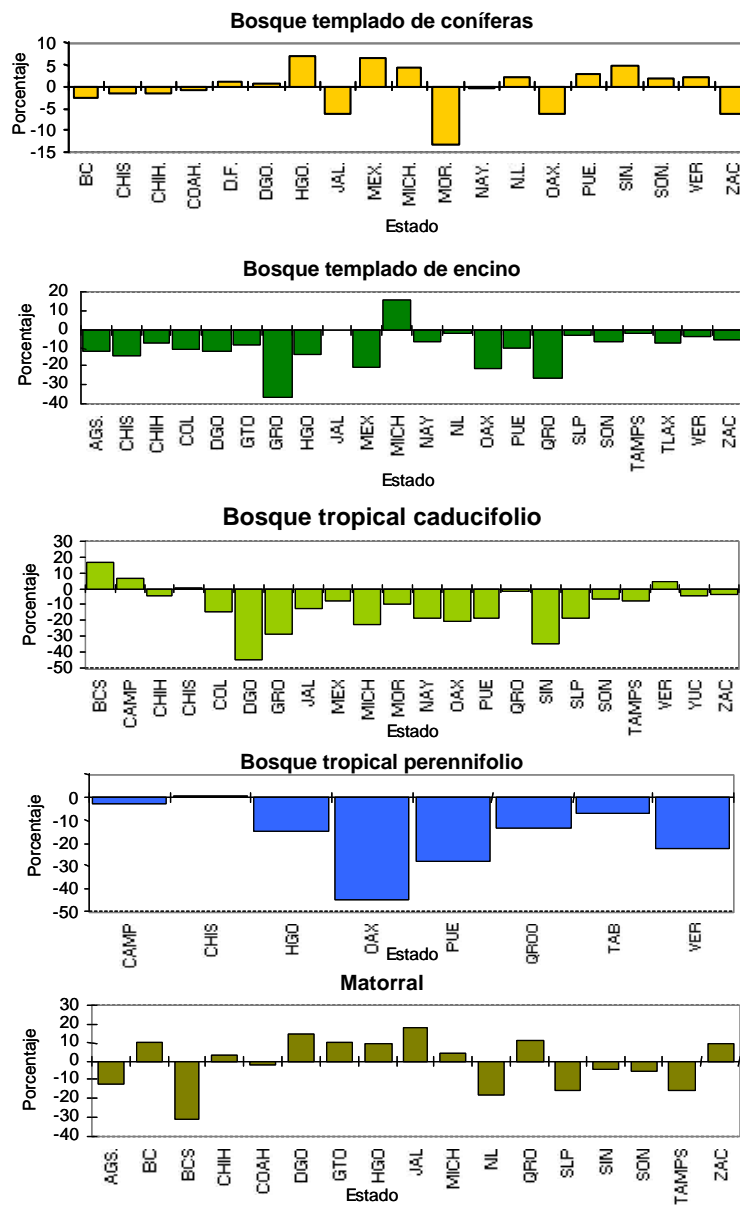 Bosque templado de coníferas
Porcentaje
10
5
0
-5
-10
-15
BC CHIS CHIH. COAH. D.F. DGO. HGO. JAL. MEX. MICH. MOR. NAY. N.L. OAX. PUE. SIN. SON. VER ZAC
Estado
Bosque templado de encino
Porcentaje
20
10
0
-10
-20
-30
-40
AGS. CHIS CHIH COL DGO GTO GRO HGO JAL MEX MICH NAY NL OAX PUE QRO SLP SON TAMPS TLAX VER ZAC
Estado
Bosque tropical caducifolio
Porcentaje
30
20
10
0
-10
-20
-30
-40
-50
BCS CAMP CHIH CHIS COL DGO GRO JAL MEX MICH MOR NAY OAX PUE QRO SIN SLP SON TAMPS VER YUC ZAC
Estado
Bosque tropical perennifolio
Porcentaje
0
-10
-20
-30
-40
-50
CAMP CHIS HGO OAX PUE QROO TAB VER
Estado
Matorral
Porcentaje
30
20
10
0
-10
-20
-30
-40
AGS. BC BCS CHIH COAH DGO GTO HGO JAL MICH NL QRO SLP SIN SON TAMPS ZAC
Estado